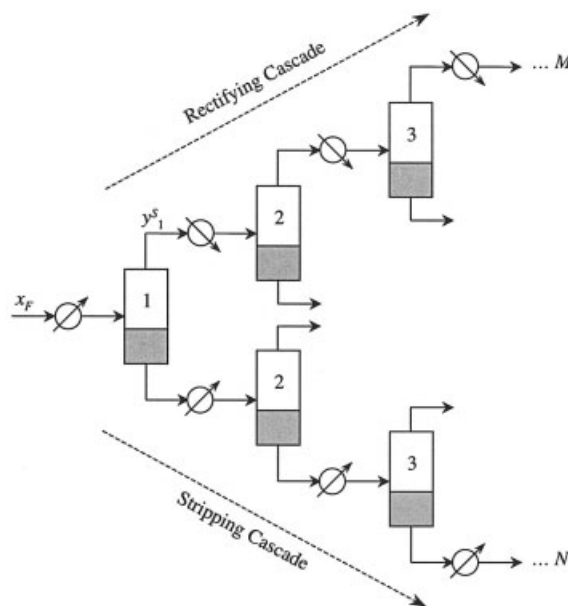 Rectifying Cascade
... M
3
2
y^S_1
x_F
1
2
3
Stripping Cascade
... N